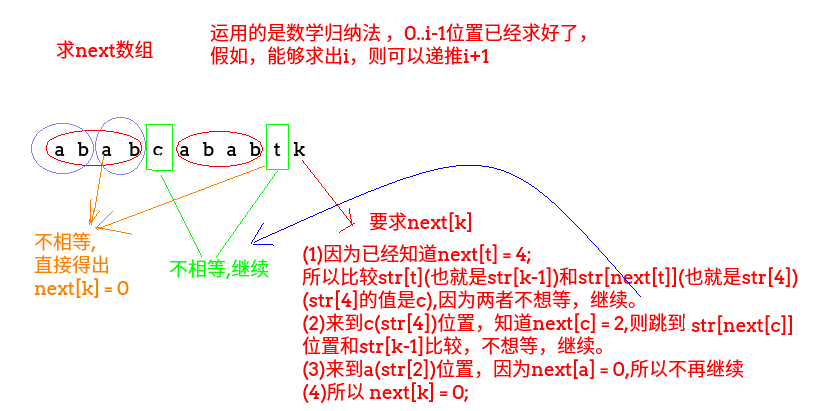 求next数组
运用的是数学归纳法 ，0..i-1位置已经求好了，
假如，能够求出i，则可以递推i+1
a b a b c a b a b t k
要求next[k]
不相等,
直接得出
next[k] = 0
不相等,继续
(1)因为已经知道next[t] = 4;
所以比较str[t](也就是str[k-1])和str[next[t]](也就是str[4])
(str[4]的值是c),因为两者不想等，继续。
(2)来到c(str[4])位置，知道next[c] = 2,则跳到 str[next[c]]
位置和str[k-1]比较，不想等，继续。
(3)来到a(str[2])位置，因为next[a] = 0,所以不再继续
(4)所以 next[k] = 0;